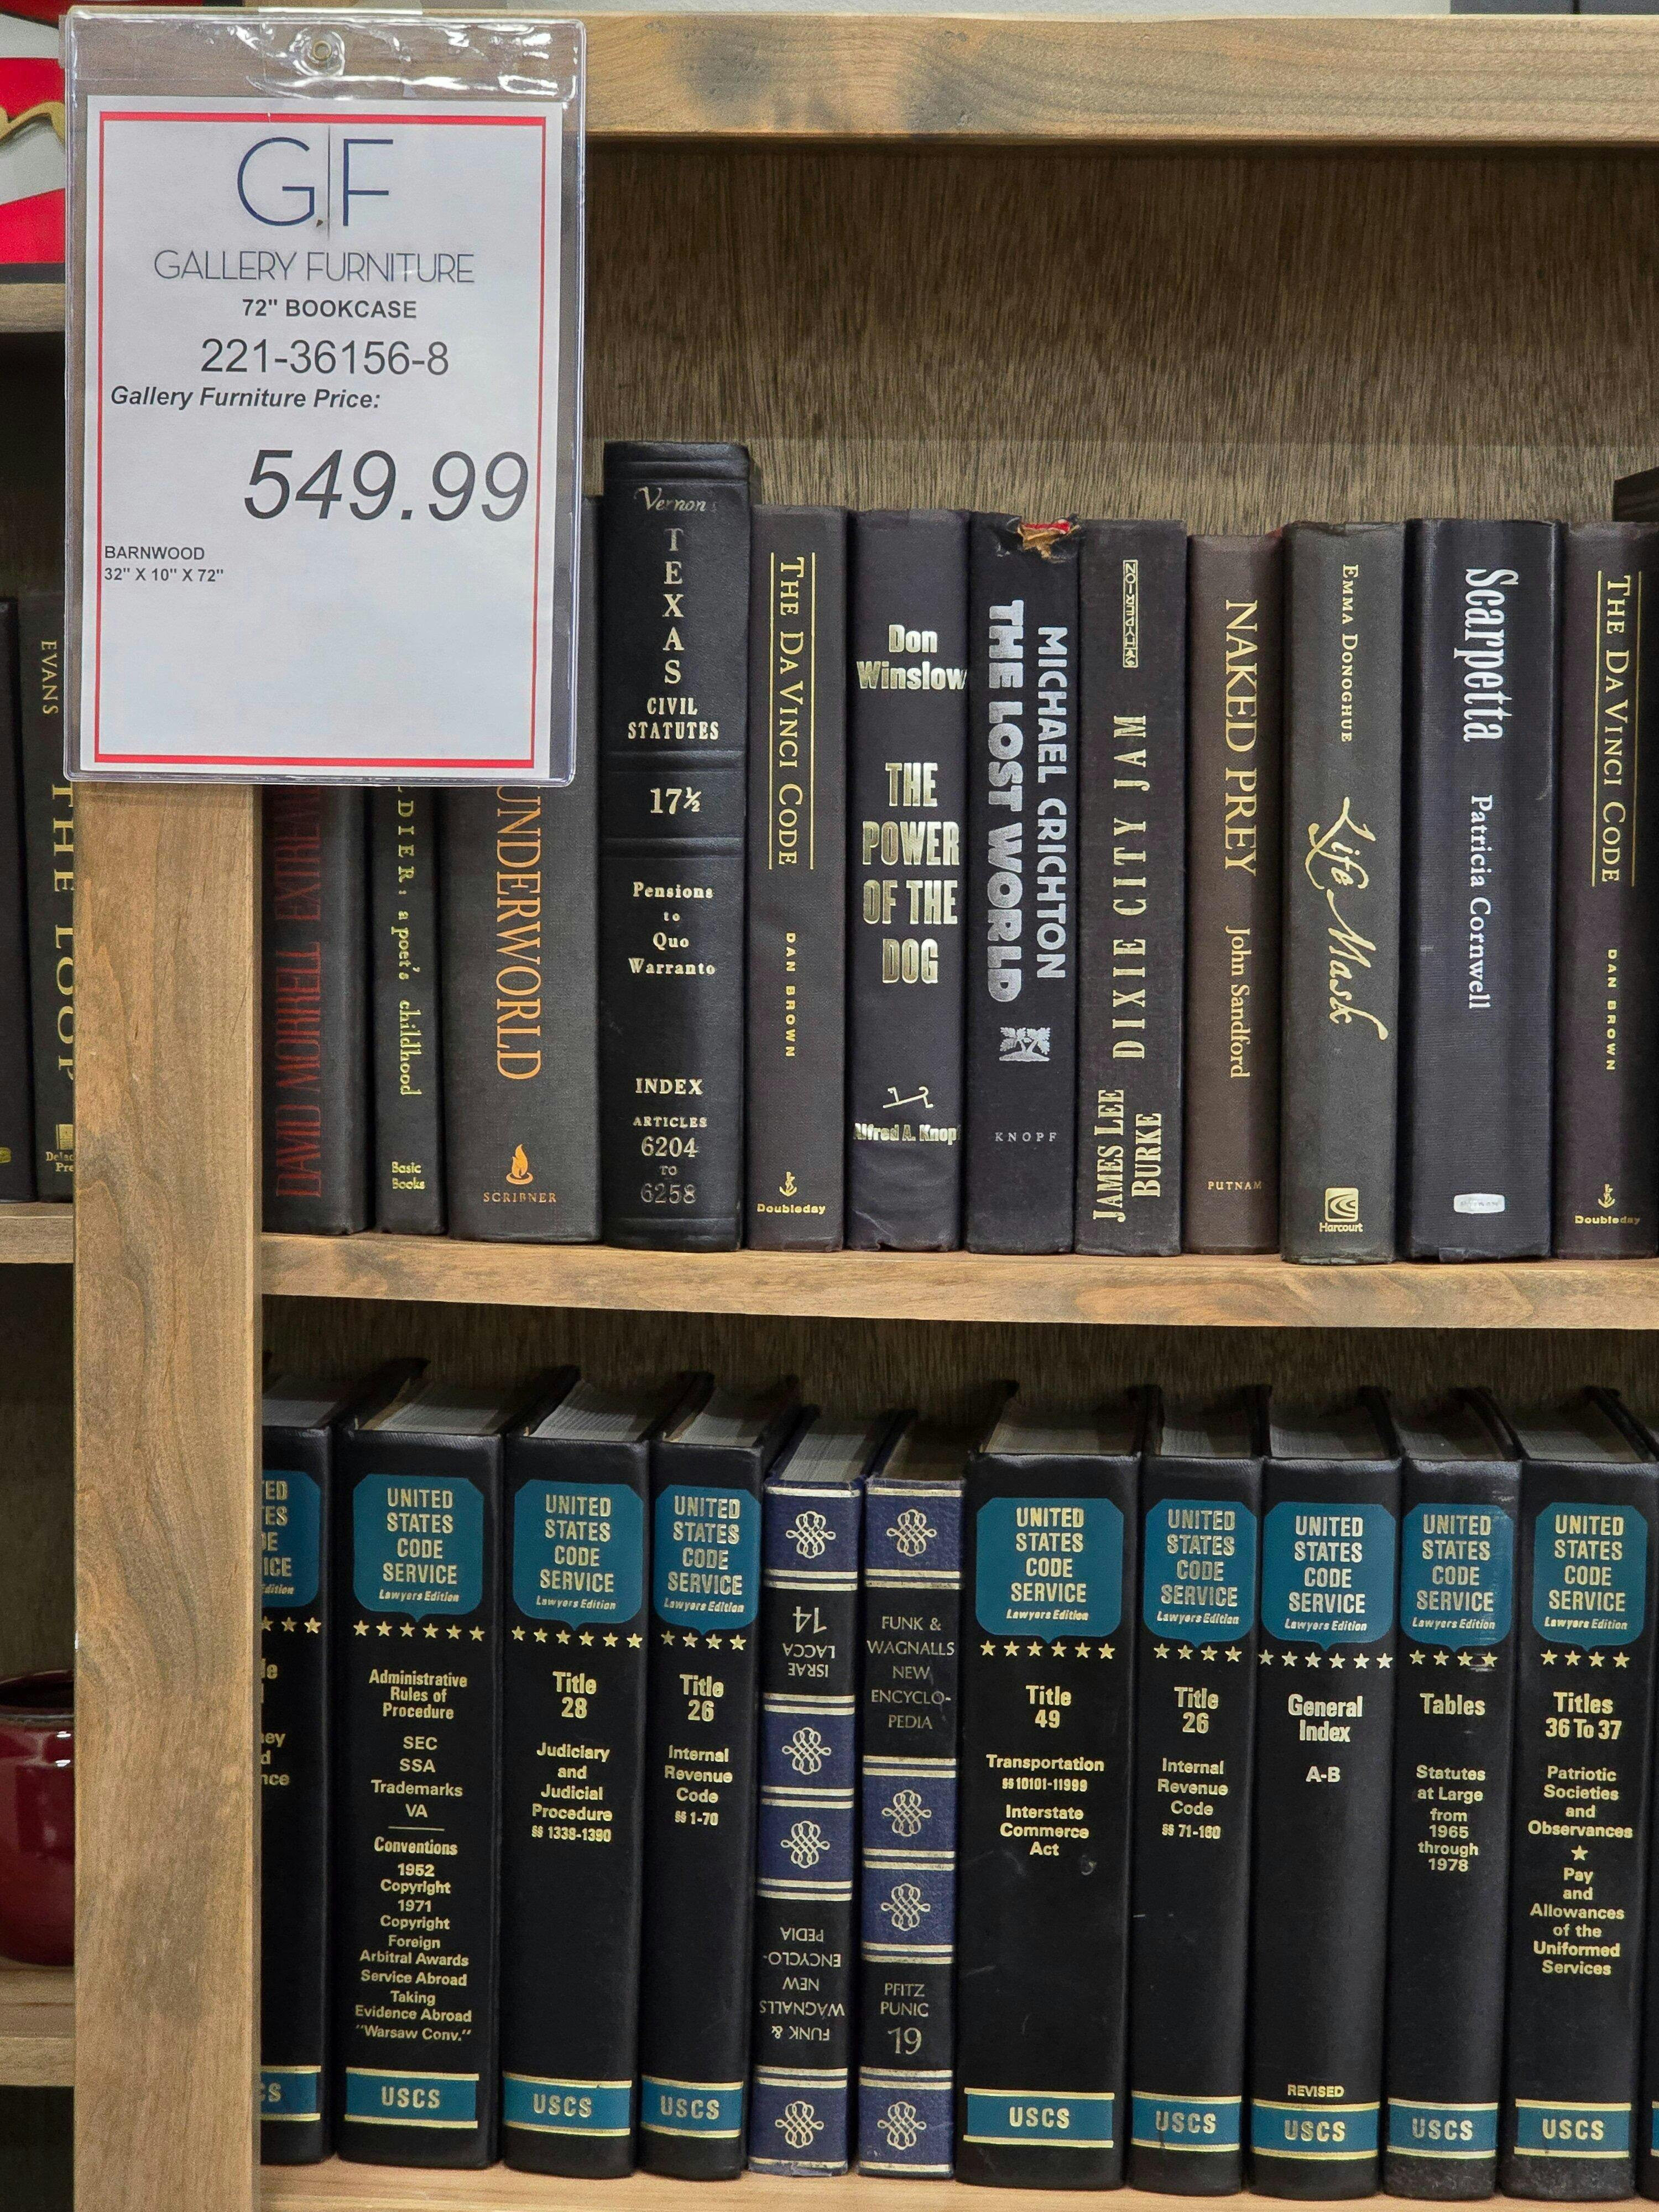 G|F
GALLERY FURNITURE
72" BOOKCASE
221-36156-8
Gallery Furniture Price:
549.99
BARNWOOD
32" X 10" X 72"
EVANS
THE LOOP
DAVID MORRELL
a poet's childhood
Basic
Books
UNDERWORLD
SCRIBNER
Vernon's
TEXAS
CIVIL
STATUTES
17½
Pensions
to
Quo
Warranto
INDEX
ARTICLES
6204
TO
6258
THE DA VINCI CODE
DAN BROWN
Doubleday
Don
Winslow
THE
POWER
OF THE
DOG
Alfred A. Knopf
MICHAEL CRICHTON
THE LOST WORLD
KNOPF
HYPERION
DIXIE CITY JAM
JAMES LEE
BURKE
NAKED PREY
John Sandford
PUTNAM
EMMA DONOGHUE
Life Mask
Harcourt
Scarpetta
Patricia Cornwell
THE DA VINCI CODE
DAN BROWN
Doubleday
UNITED
STATES
CODE
SERVICE
Lawyers Edition
Administrative
Rules of
Procedure
SEC
SSA
Trademarks
VA
Conventions
1952
Copyright
1971
Copyright
Foreign
Arbitral Awards
Service Abroad
Taking
Evidence Abroad
"Warsaw Conv."
USCS
UNITED
STATES
CODE
SERVICE
Lawyers Edition
Title
28
Judiciary
and
Judicial
Procedure
§§ 1338-1390
USCS
UNITED
STATES
CODE
SERVICE
Lawyers Edition
Title
26
Internal
Revenue
Code
§§ 1-70
USCS
FUNK &
WAGNALLS
NEW
ENCYCLO-
PEDIA
ISRAE
LACCA
14
FUNK &
WAGNALLS
NEW
ENCYCLO-
PEDIA
PFITZ
PUNIC
19
UNITED
STATES
CODE
SERVICE
Lawyers Edition
Title
49
Transportation
§§ 10101-11999
Interstate
Commerce
Act
USCS
UNITED
STATES
CODE
SERVICE
Lawyers Edition
Title
26
Internal
Revenue
Code
§§ 71-160
USCS
UNITED
STATES
CODE
SERVICE
Lawyers Edition
General
Index
A-B
REVISED
USCS
UNITED
STATES
CODE
SERVICE
Lawyers Edition
Tables
Statutes
at Large
from
1965
through
1978
USCS
UNITED
STATES
CODE
SERVICE
Lawyers Edition
Titles
36 To 37
Patriotic
Societies
and
Observances
Pay
and
Allowances
of the
Uniformed
Services
USCS